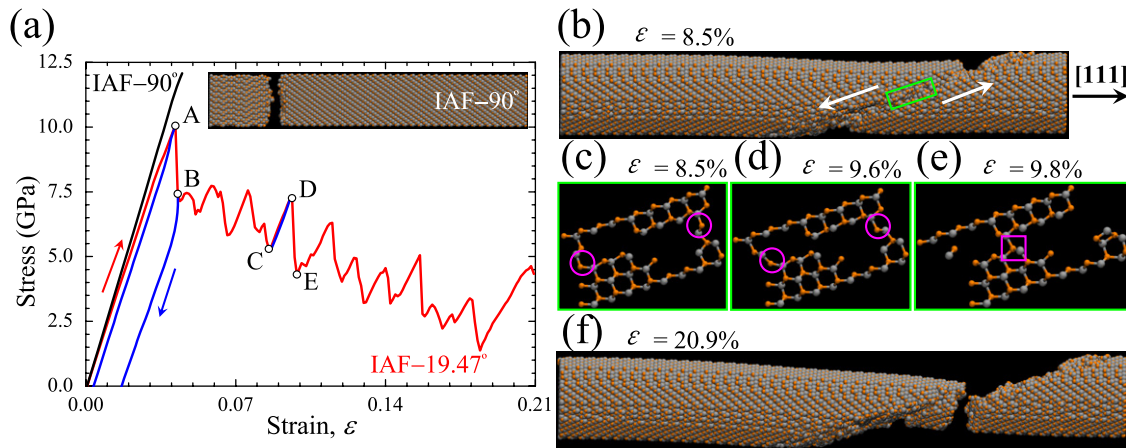 (a)
12.5
10.0
7.5
5.0
2.5
0.0
Stress (GPa)
0.00
0.07
0.14
0.21
Strain, ε
IAF−90°
IAF−90°
A
B
C
D
E
IAF−19.47°
(b)
ε = 8.5%
[111]
(c)
ε = 8.5%
(d)
ε = 9.6%
(e)
ε = 9.8%
(f)
ε = 20.9%